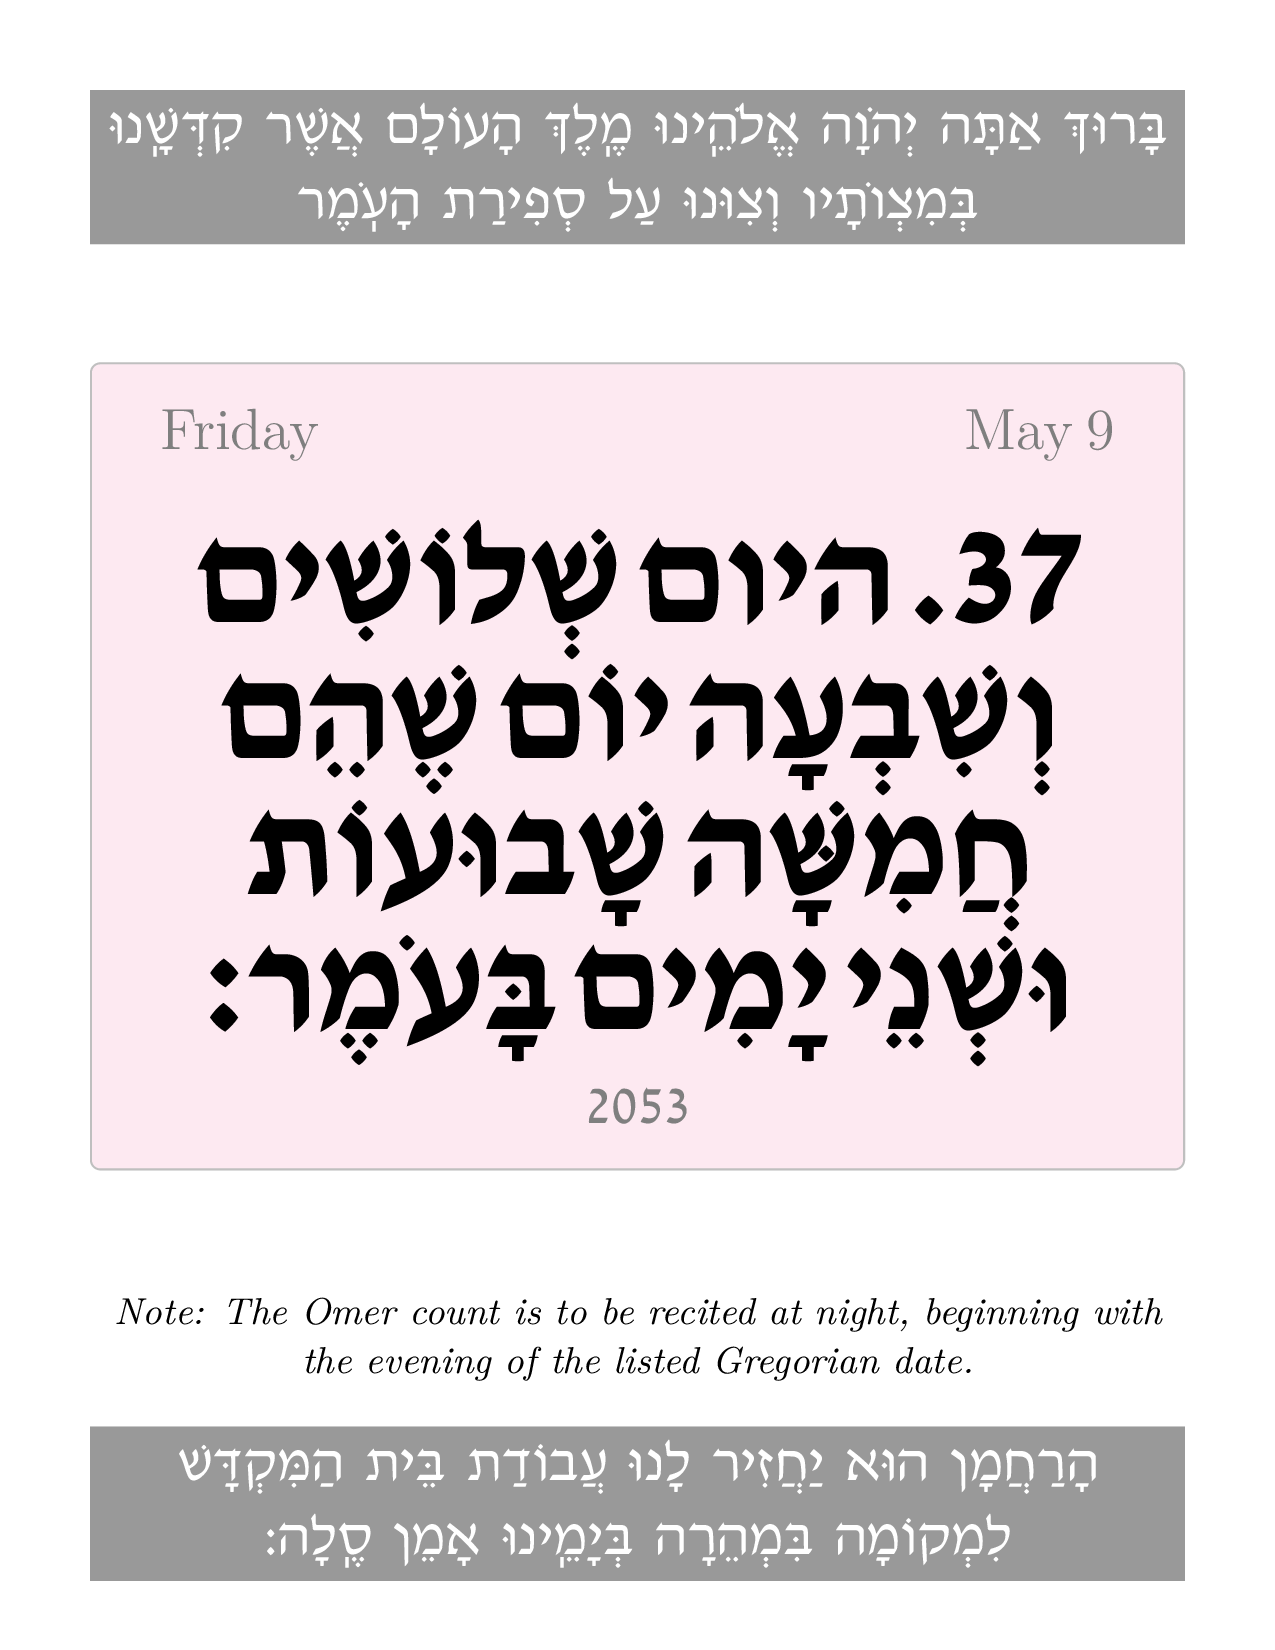 בָּרוּךְ אַתָּה יְהֹוָה אֱלֹהֵֽינוּ מֶֽלֶךְ הָעוֹלָם אֲשֶׁר קִדְּשָֽׁנוּ
בְּמִצְוֹתָיו וְצִוּנוּ עַל סְפִירַת הָעֹֽמֶר
Friday May 9
37. היום שְׁלוֹשִׁים
וְשִׁבְעָה יוֹם שֶׁהֵם
חֲמִשָּׁה שָׁבוּעוֹת
וּשְׁנֵי יָמִים בָּעֹמֶר:
2053
Note: The Omer count is to be recited at night, beginning with
the evening of the listed Gregorian date.
הָרַחֲמָן הוּא יַחֲזִיר לָנוּ עֲבוֹדַת בֵּית הַמִּקְדָּשׁ
לִמְקוֹמָה בִּמְהֵרָה בְּיָמֵֽינוּ אָמֵן סֶֽלָה: